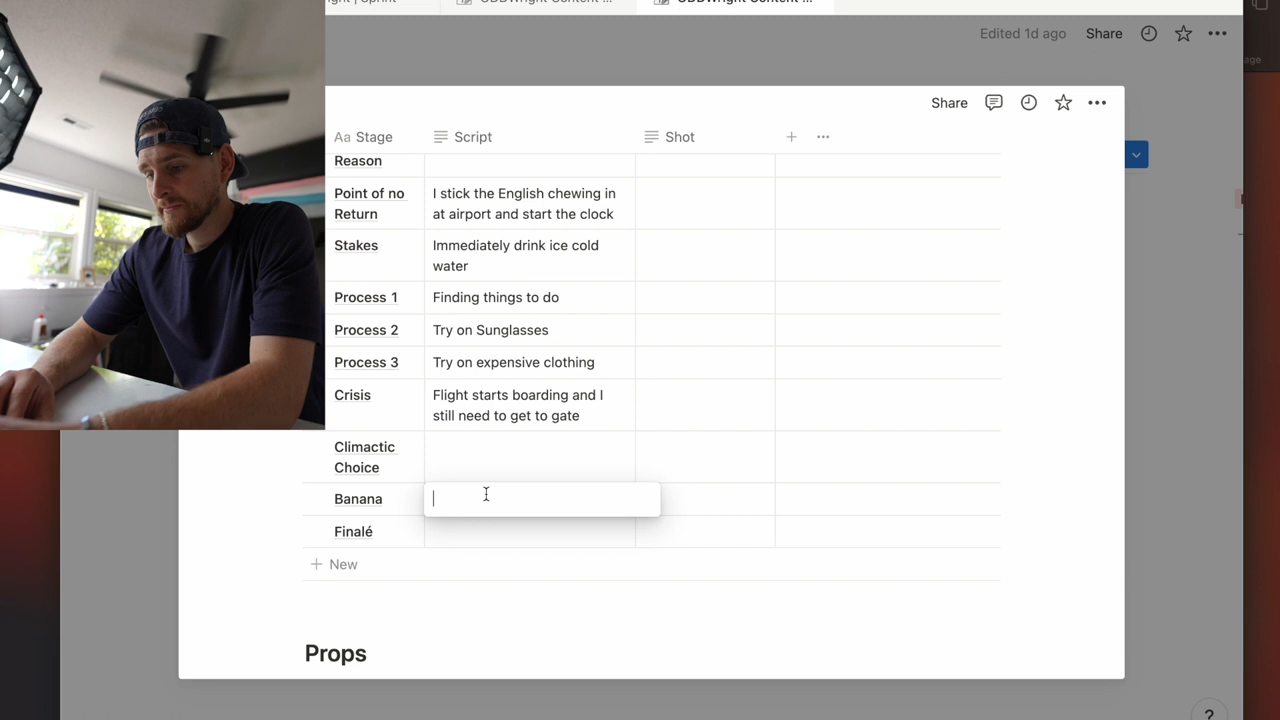 Edited 1d ago Share
age
Share
Aa Stage Script Shot
Reason
Point of no I stick the English chewing in
Return at airport and start the clock
Stakes Immediately drink ice cold
water
Process 1 Finding things to do
Process 2 Try on Sunglasses
Process 3 Try on expensive clothing
Crisis Flight starts boarding and I
still need to get to gate
Climactic
Choice
Banana
Finalé
+ New
Props
?